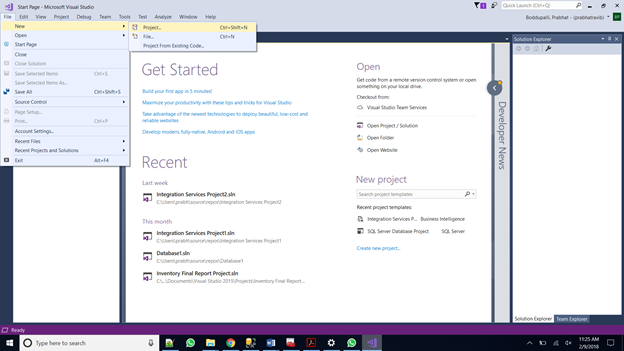 Start Page - Microsoft Visual Studio
Quick Launch (Ctrl+Q)
File Edit View Project Debug Team Tools Test Analyze Window Help
Boddupalli, Prabhat - (prabhatrewib)
New
Open
Start Page
Close
Close Solution
Save Selected Items Ctrl+S
Save Selected Items As...
Save All Ctrl+Shift+S
Source Control
Page Setup...
Print... Ctrl+P
Account Settings...
Recent Files
Recent Projects and Solutions
Exit Alt+F4
Project... Ctrl+Shift+N
File... Ctrl+N
Project From Existing Code...
Get Started
Build your first app in 5 minutes!
Maximize your productivity with these tips and tricks for Visual Studio
Take advantage of the newest technologies to deploy beautiful, low-cost and
reliable websites
Develop modern, fully-native, Android and iOS apps
Recent
Last week
Integration Services Project2.sln
C:\Users\prabh\source\repos\Integration Services Project2
This month
Integration Services Project1.sln
C:\Users\prabh\source\repos\Integration Services Project1
Database1.sln
C:\Users\prabh\source\repos\Database1
Inventory Final Report Project.sln
C:\...\Documents\Visual Studio 2015\Projects\Inventory Final Report...
Open
Get code from a remote version control system or open
something on your local drive.
Checkout from:
Visual Studio Team Services
Open Project / Solution
Open Folder
Open Website
New project
Search project templates
Recent project templates:
Integration Services P... Business Intelligence
SQL Server Database Project SQL Server
Create new project...
Developer News
Solution Explorer
Solution Explorer Team Explorer
Ready
Type here to search
11:25 AM
2/9/2018